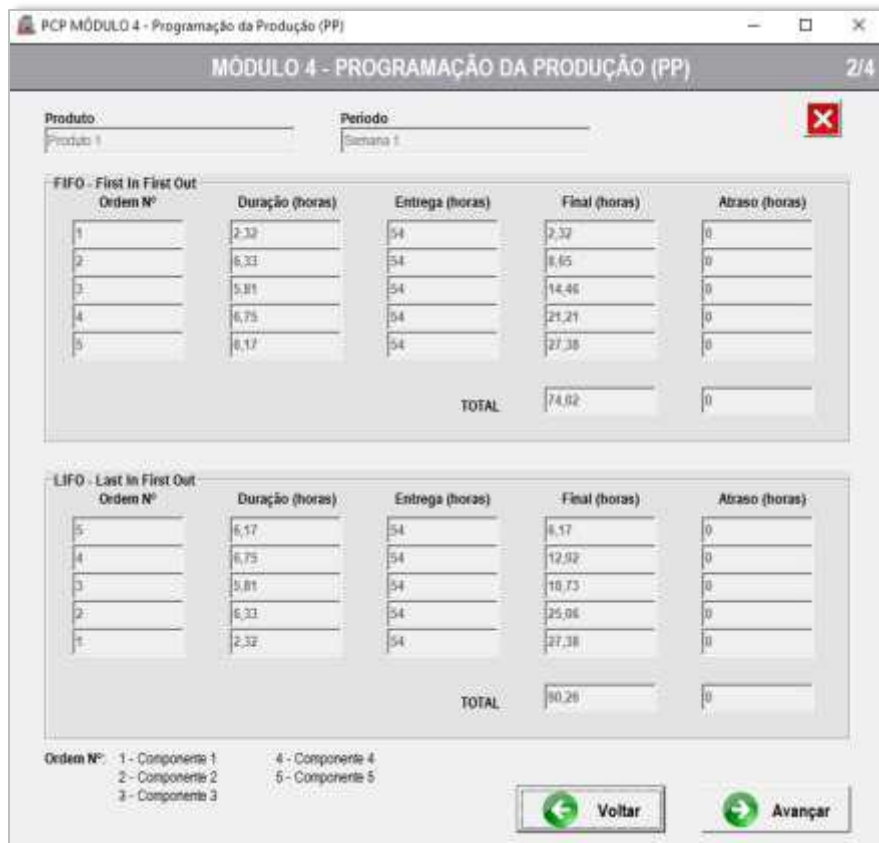 PCP MÓDULO 4 - Programação da Produção (PP)
MÓDULO 4 - PROGRAMAÇÃO DA PRODUÇÃO (PP) 2/4
Produto Período
Produto 1 Semana 1
FIFO - First In First Out
Ordem Nº Duração (horas) Entrega (horas) Final (horas) Atraso (horas)
1 2,32 54 2,32 0
2 6,33 54 8,65 0
3 5,81 54 14,46 0
4 6,75 54 21,21 0
5 6,17 54 27,38 0
TOTAL 74,02 0
LIFO - Last In First Out
Ordem Nº Duração (horas) Entrega (horas) Final (horas) Atraso (horas)
5 6,17 54 6,17 0
4 6,75 54 12,92 0
3 5,81 54 18,73 0
2 6,33 54 25,06 0
1 2,32 54 27,38 0
TOTAL 90,26 0
Ordem Nº: 1 - Componente 1 4 - Componente 4
2 - Componente 2 5 - Componente 5
3 - Componente 3
Voltar Avançar